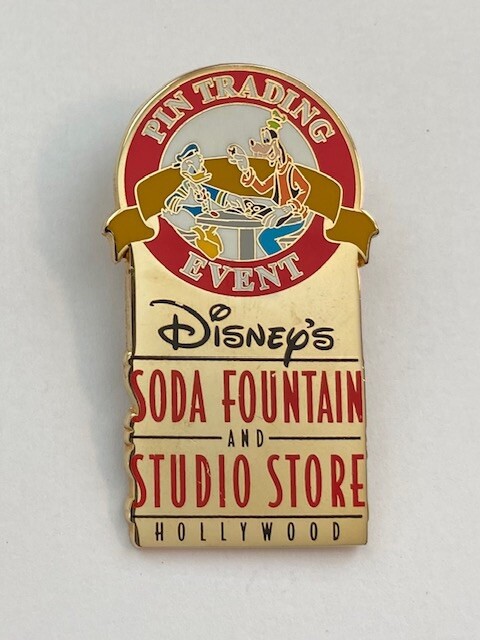 PIN TRADING
EVENT
DISNEY'S
SODA FOUNTAIN
AND
STUDIO STORE
HOLLYWOOD